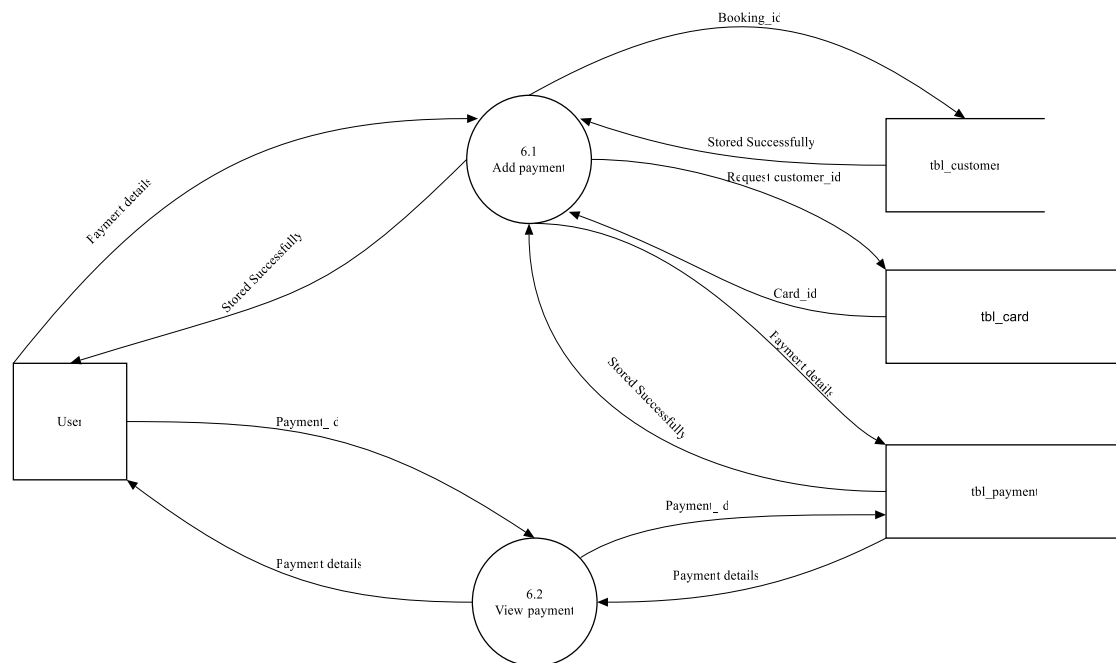 Booking_id
6.1
Add payment
Stored Successfully
tbl_customer
Request customer_id
Payment details
Stored Successfully
Card_id
tbl_card
Payment details
Stored Successfully
User
Payment_id
tbl_payment
Payment_id
Payment details
Payment details
6.2
View payment